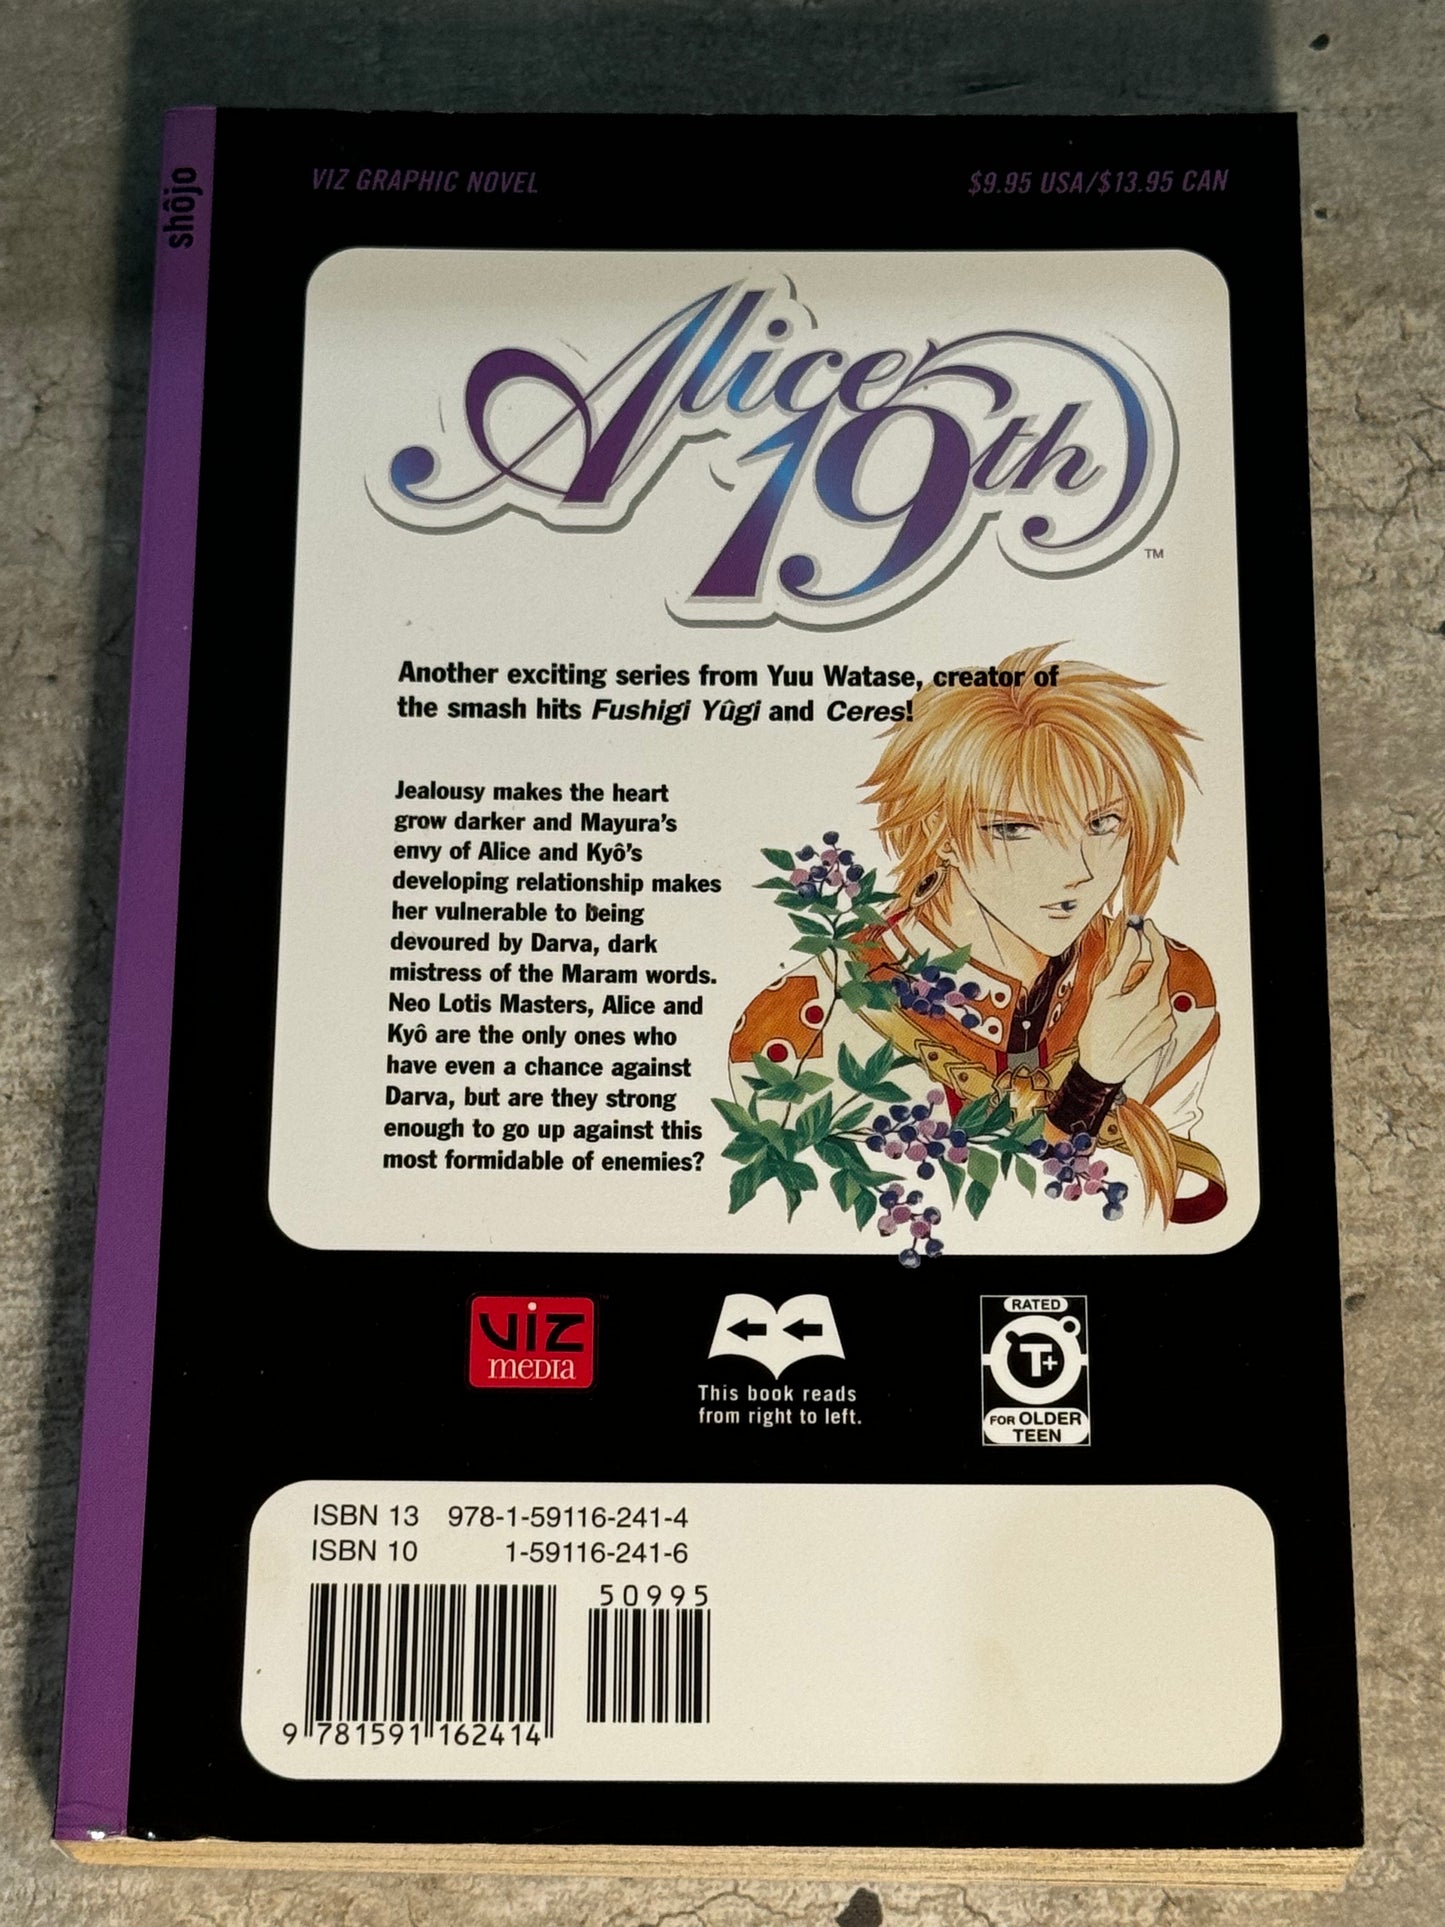 shôjo
VIZ GRAPHIC NOVEL
$9.95 USA/$13.95 CAN
Alice
19th
TM
Another exciting series from Yuu Watase, creator of
the smash hits Fushigi Yûgi and Ceres!
Jealousy makes the heart
grow darker and Mayura's
envy of Alice and Kyô's
developing relationship makes
her vulnerable to being
devoured by Darva, dark
mistress of the Maram words.
Neo Lotis Masters, Alice and
Kyô are the only ones who
have even a chance against
Darva, but are they strong
enough to go up against this
most formidable of enemies?
VIZ
MEDIA
This book reads
from right to left.
RATED
T+
FOR OLDER
TEEN
ISBN 13 978-1-59116-241-4
ISBN 10 1-59116-241-6
50995
9 781591 162414